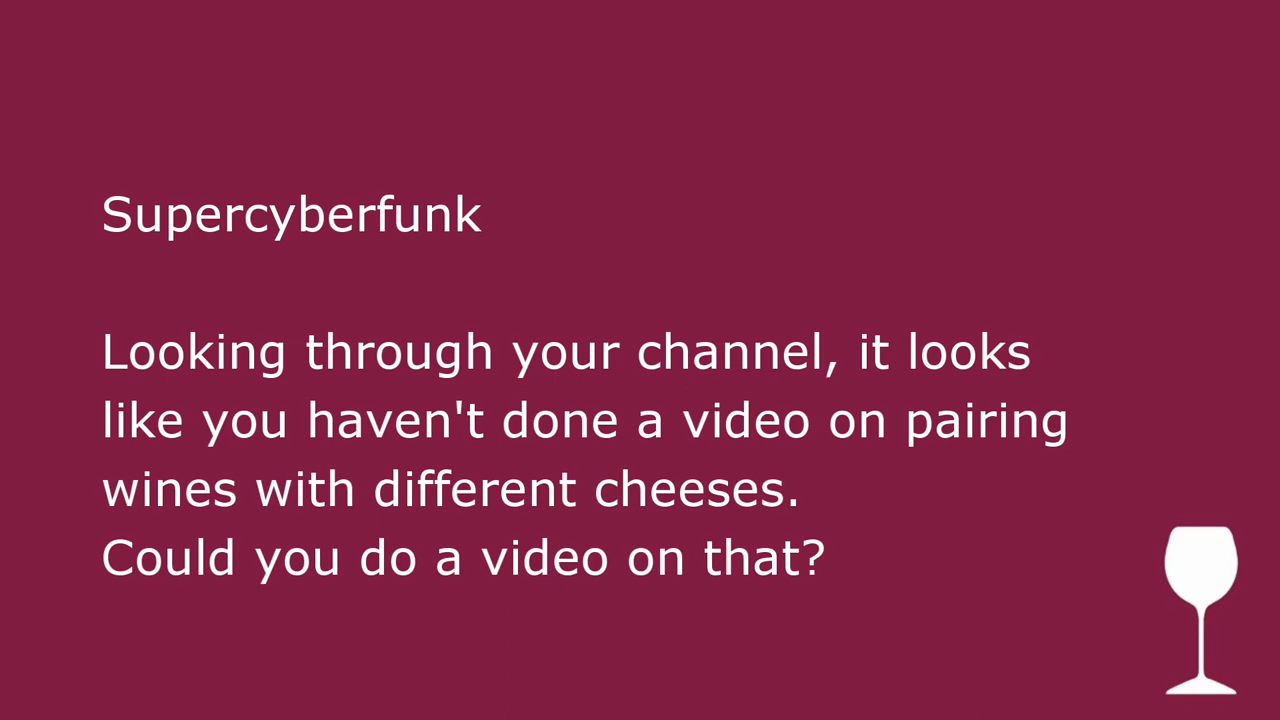 Supercyberfunk
Looking through your channel, it looks
like you haven't done a video on pairing
wines with different cheeses.
Could you do a video on that?